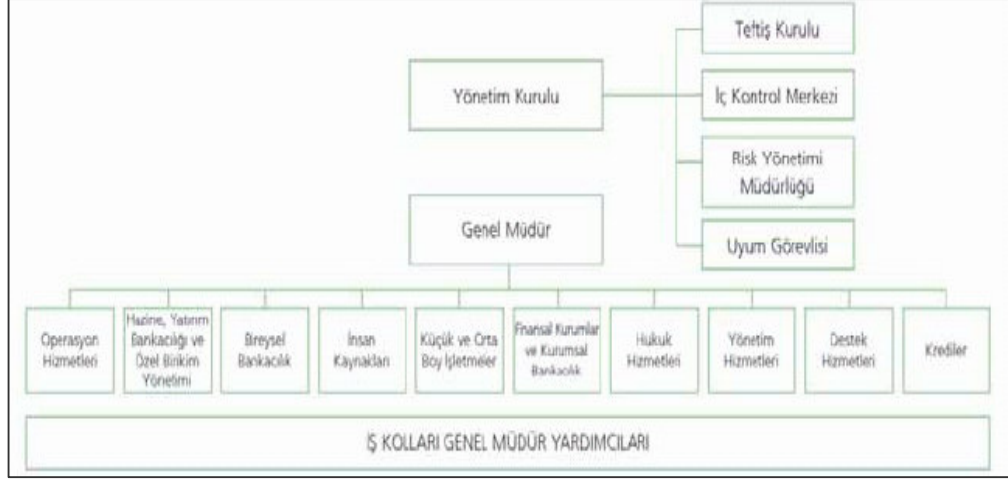 Teftiş Kurulu
Yönetim Kurulu
İç Kontrol Merkezi
Risk Yönetimi
Müdürlüğü
Genel Müdür
Uyum Görevlisi
Operasyon
Hizmetleri
Hazine, Yatırım
Bankacılığı ve
Özel Birikim
Yönetimi
Bireysel
Bankacılık
İnsan
Kaynakları
Küçük ve Orta
Boy İşletmeler
Finansal Kurumlar
ve Kurumsal
Bankacılık
Hukuk
Hizmetleri
Yönetim
Hizmetleri
Destek
Hizmetleri
Krediler
İŞ KOLLARI GENEL MÜDÜR YARDIMCILARI